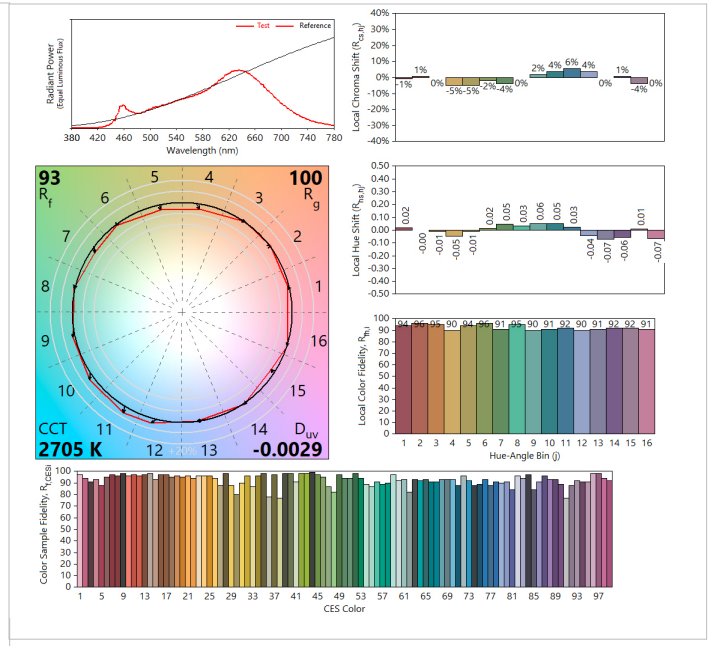 Test Reference
Radiant Power
(Equal Luminous Flux)
380 420 460 500 540 580 620 660 700 740 780
Wavelength (nm)
40%
30%
20%
10%
0%
-10%
-20%
-30%
-40%
Local Chroma Shift (Rcs,hj)
-1% 1% 0% -5% -5% -2% -4% 0% 2% 4% 6% 4% 0% 1% -4% 0%
93
Rf
100
Rg
5 4
6 3
7 2
8 1
9 16
10 15
11 14
12 13
+20%
CCT
2705 K
Duv
-0.0029
0.50
0.40
0.30
0.20
0.10
0.00
-0.10
-0.20
-0.30
-0.40
-0.50
Local Hue Shift (Rhs,hj)
0.02 -0.00 -0.01 -0.05 -0.01 0.02 0.05 0.03 0.06 0.05 0.03 -0.04 -0.07 -0.06 0.01 -0.07
100
90
80
70
60
50
40
30
20
10
0
Local Color Fidelity, Rfh,i
94 96 95 90 94 96 91 95 90 91 92 90 91 92 92 91
1 2 3 4 5 6 7 8 9 10 11 12 13 14 15 16
Hue-Angle Bin (j)
100
90
80
70
60
50
40
30
20
10
0
Color Sample Fidelity, Rf,CESi
1 5 9 13 17 21 25 29 33 37 41 45 49 53 57 61 65 69 73 77 81 85 89 93 97
CES Color